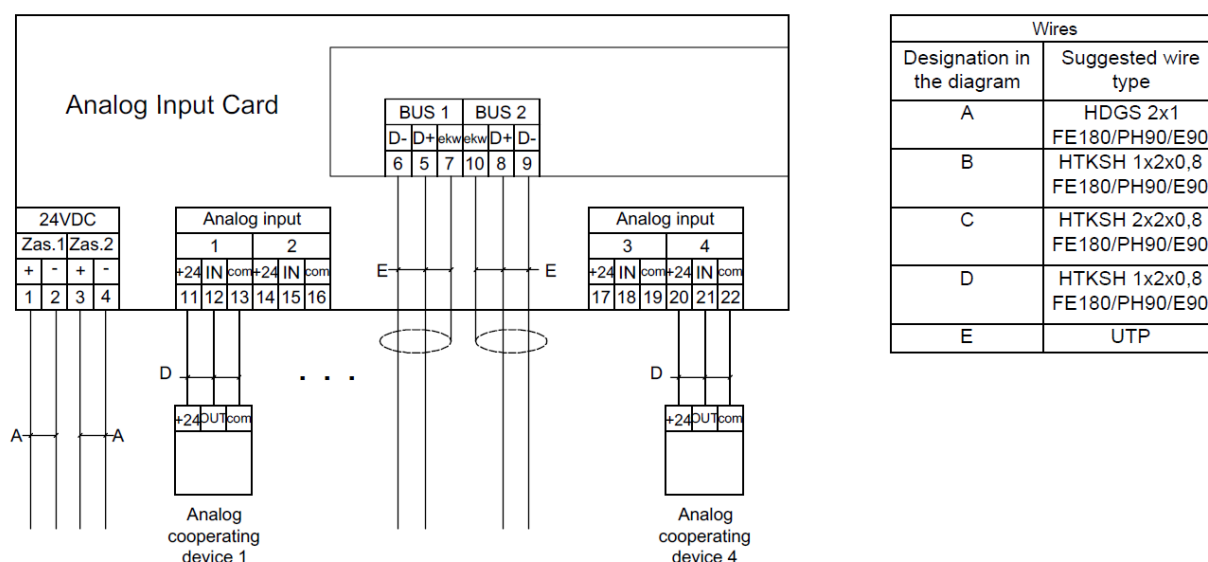 Analog Input Card
BUS 1 BUS 2
D- D+ ekw ekw D+ D-
6 5 7 10 8 9
24VDC
Zas.1 Zas.2
+ - + -
1 2 3 4
Analog input
1 2
+24 IN com +24 IN com
11 12 13 14 15 16
Analog input
3 4
+24 IN com +24 IN com
17 18 19 20 21 22
E E
D
. . .
D
A A
+24 OUT com
Analog
cooperating
device 1
+24 OUT com
Analog
cooperating
device 4
Wires
Designation in
the diagram
Suggested wire
type
A
HDGS 2x1
FE180/PH90/E90
B
HTKSH 1x2x0,8
FE180/PH90/E90
C
HTKSH 2x2x0,8
FE180/PH90/E90
D
HTKSH 1x2x0,8
FE180/PH90/E90
E
UTP